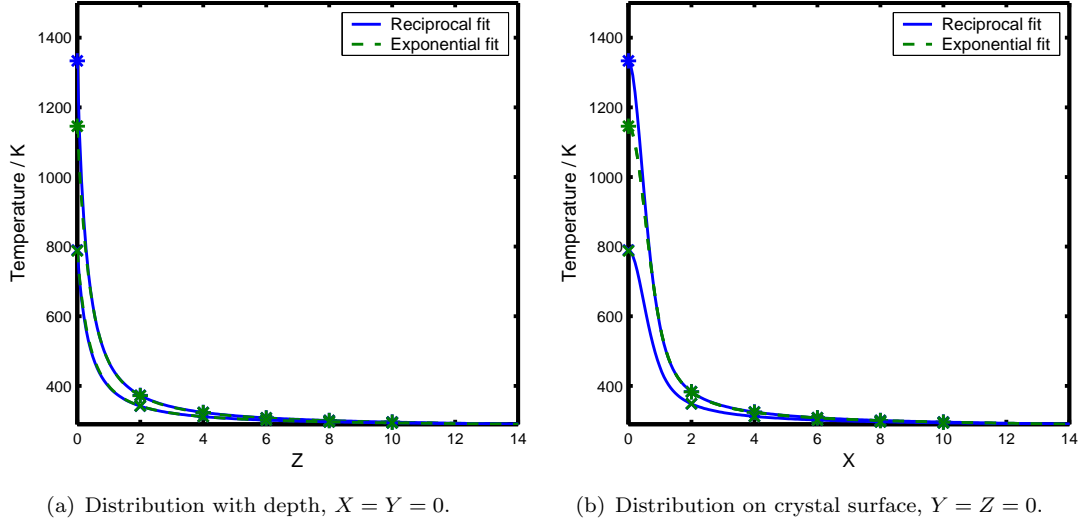 Temperature / K
1400
1200
1000
800
600
400
0 2 4 6 8 10 12 14
Z
Reciprocal fit
Exponential fit
(a) Distribution with depth, X = Y = 0.
Temperature / K
1400
1200
1000
800
600
400
0 2 4 6 8 10 12 14
X
Reciprocal fit
Exponential fit
(b) Distribution on crystal surface, Y = Z = 0.